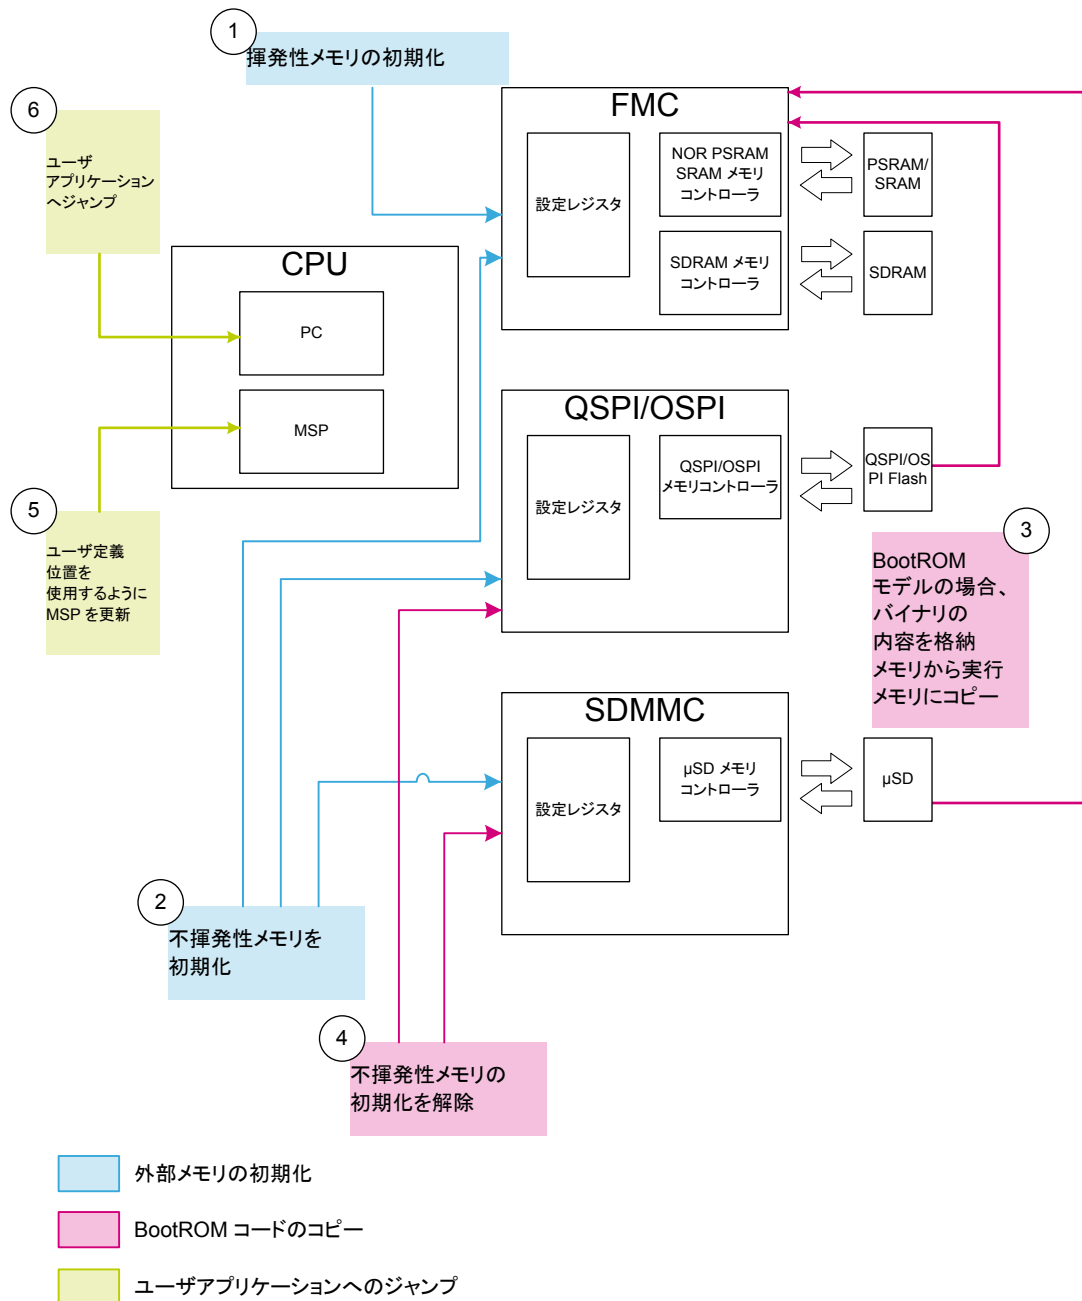 1
揮発性メモリの初期化
6
ユーザ
アプリケーション
へジャンプ
FMC
設定レジスタ
NOR PSRAM
SRAM メモリ
コントローラ
PSRAM/
SRAM
SDRAM メモリ
コントローラ
SDRAM
CPU
PC
MSP
5
ユーザ定義
位置を
使用するように
MSP を更新
QSPI/OSPI
設定レジスタ
QSPI/OSPI
メモリコントローラ
QSPI/OS
PI Flash
3
BootROM
モデルの場合、
バイナリの
内容を格納
メモリから実行
メモリにコピー
SDMMC
設定レジスタ
μSD メモリ
コントローラ
μSD
2
不揮発性メモリを
初期化
4
不揮発性メモリの
初期化を解除
外部メモリの初期化
BootROM コードのコピー
ユーザアプリケーションへのジャンプ